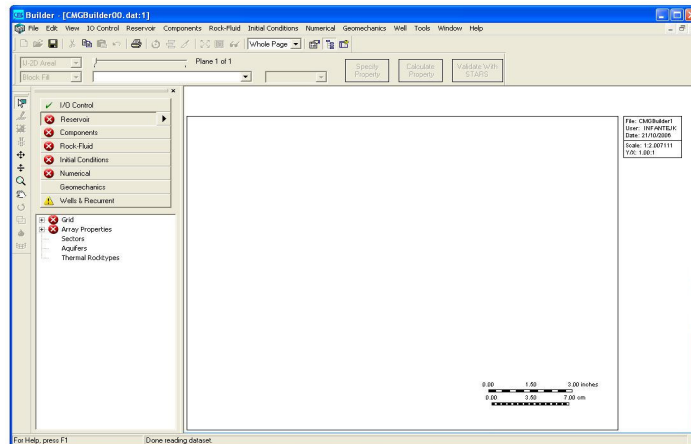 Builder - [CMGBuilder00.dat:1]
File Edit View IO Control Reservoir Components Rock-Fluid Initial Conditions Numerical Geomechanics Well Tools Window Help
Whole Page
IJ-2D Areal
Plane 1 of 1
Block Fill
Specify Property
Calculate Property
Validate With STARS
I/O Control
Reservoir
Components
Rock-Fluid
Initial Conditions
Numerical
Geomechanics
Wells & Recurrent
Grid
Array Properties
Sectors
Aquifers
Thermal Rocktypes
File: CMGBuilder1
User: INFANTEJK
Date: 21/10/2006
Scale: 1:2.007111
Y/X: 1.00:1
0.00 1.50 3.00 inches
0.00 3.50 7.00 cm
For Help, press F1
Done reading dataset.